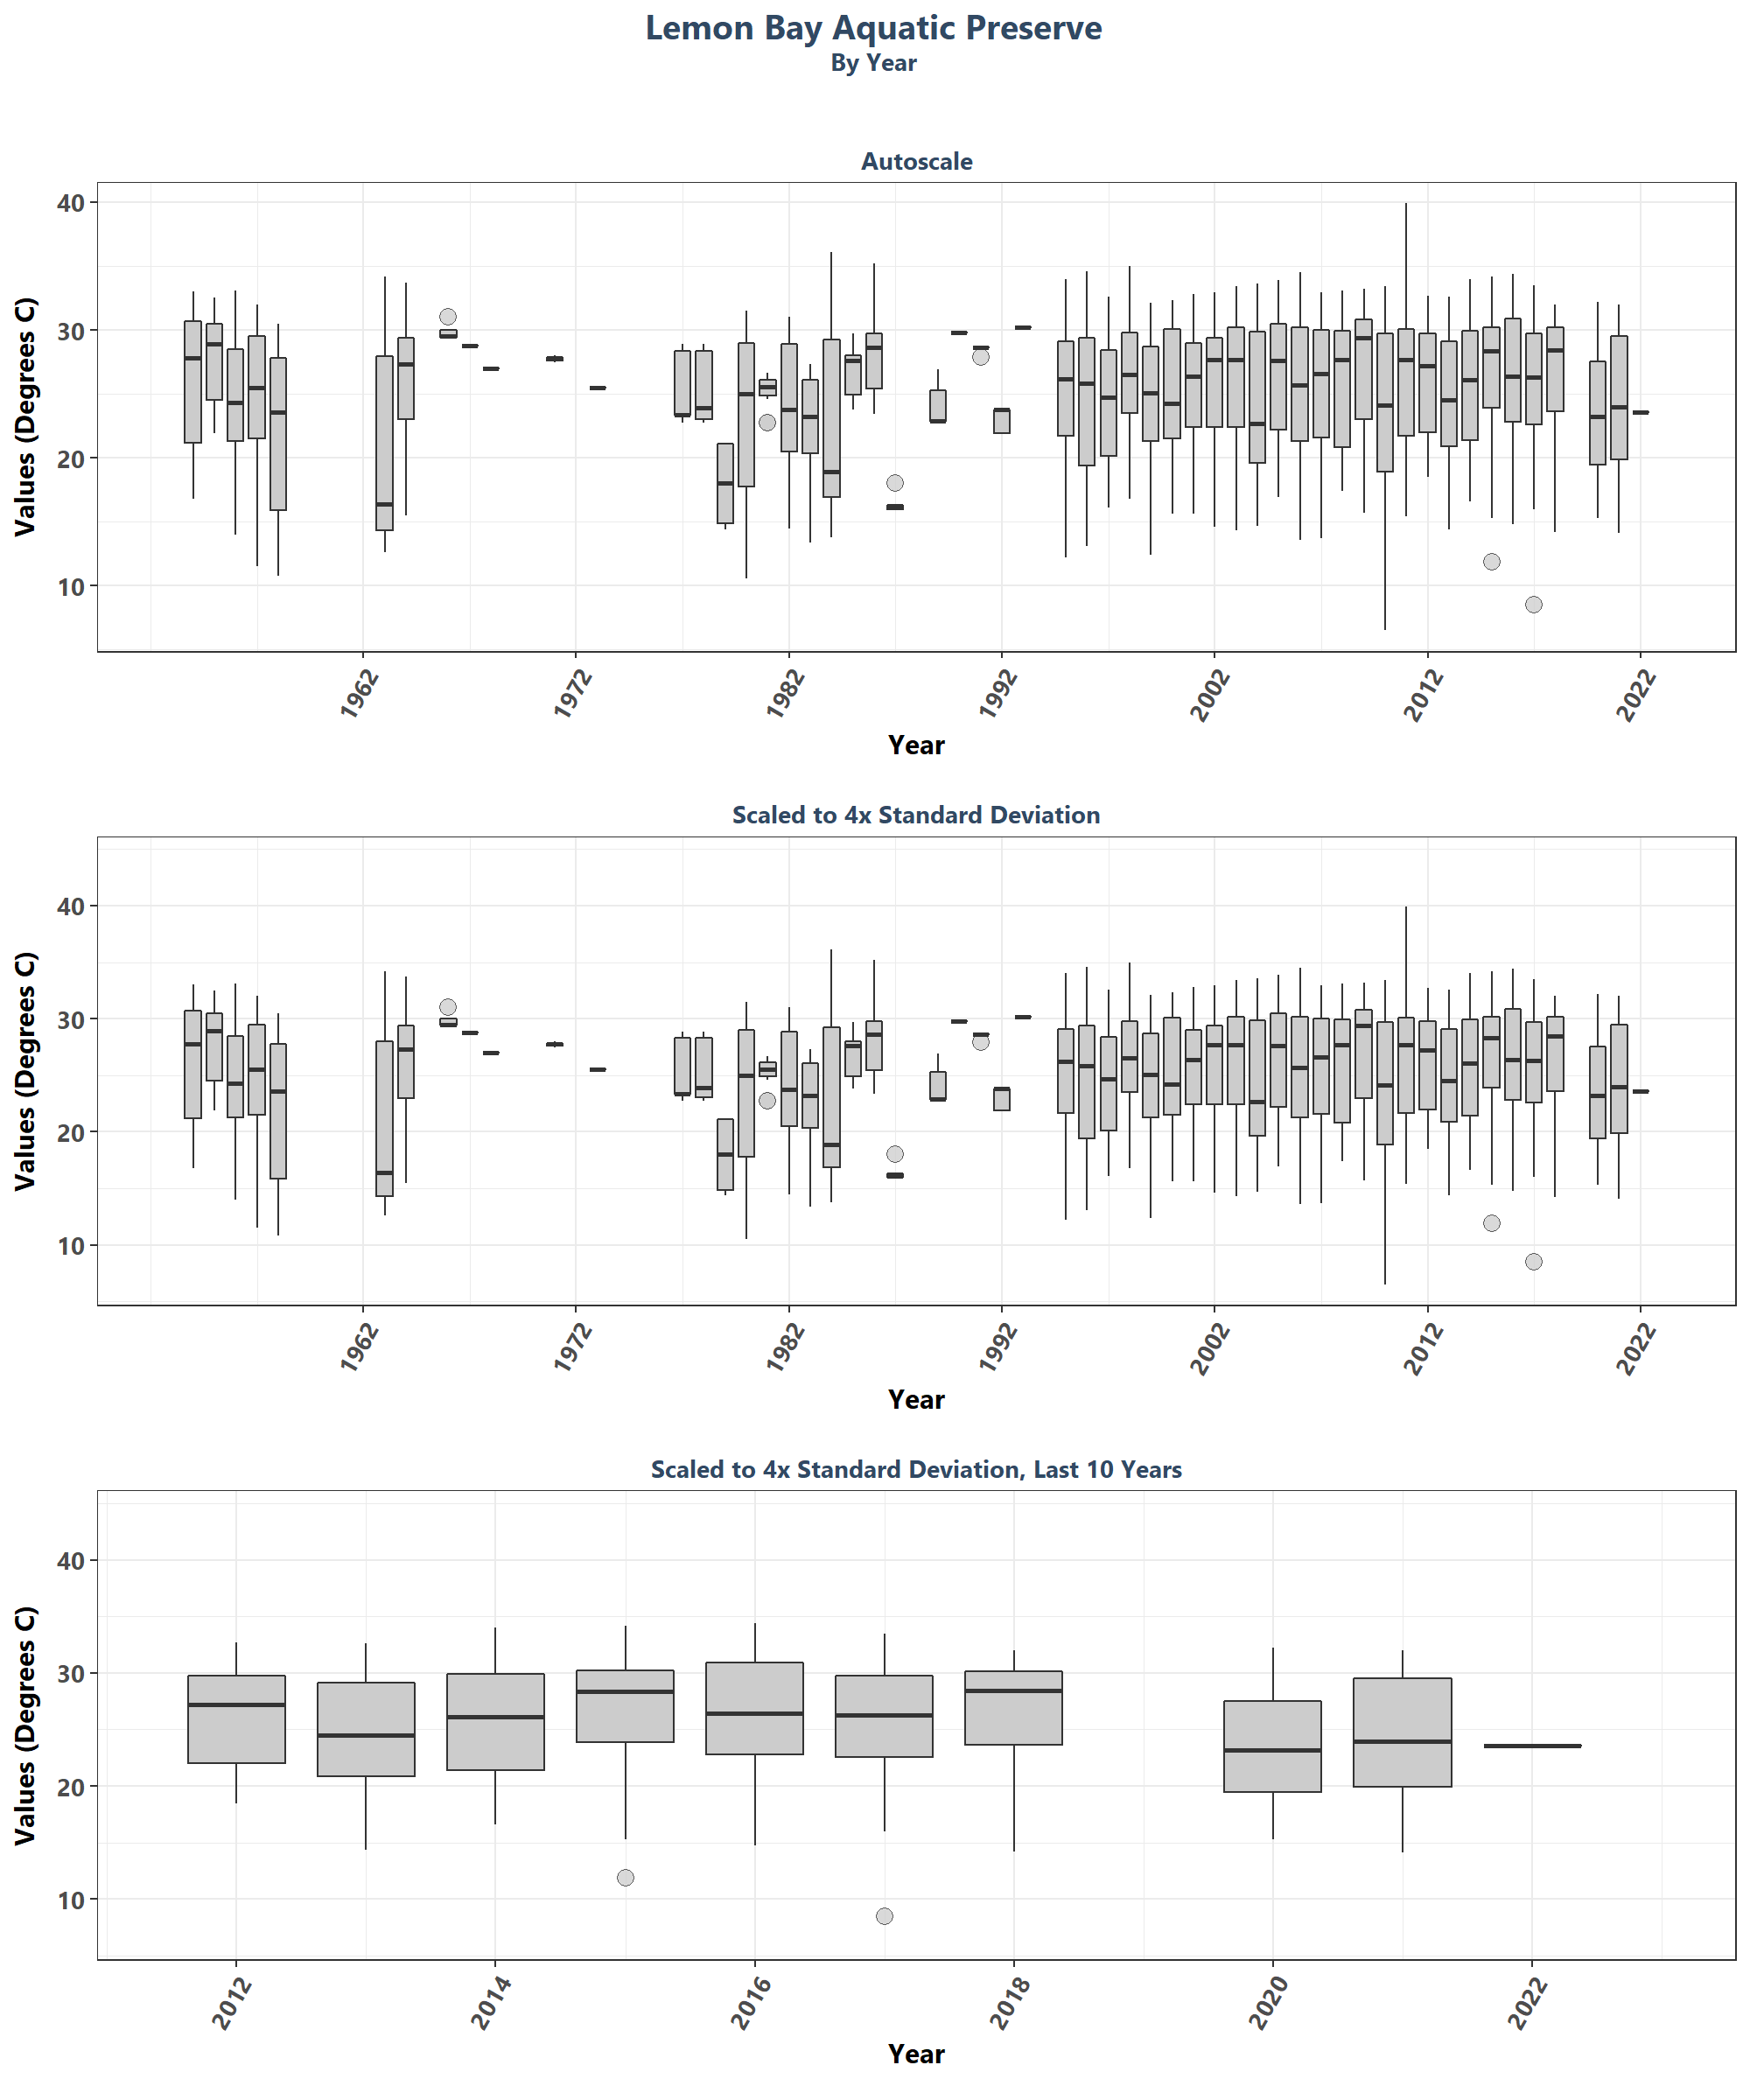 Lemon Bay Aquatic Preserve
By Year
Autoscale
Values (Degrees C)
40
30
20
10
1962 1972 1982 1992 2002 2012 2022
Year
Scaled to 4x Standard Deviation
Values (Degrees C)
40
30
20
10
1962 1972 1982 1992 2002 2012 2022
Year
Scaled to 4x Standard Deviation, Last 10 Years
Values (Degrees C)
40
30
20
10
2012 2014 2016 2018 2020 2022
Year